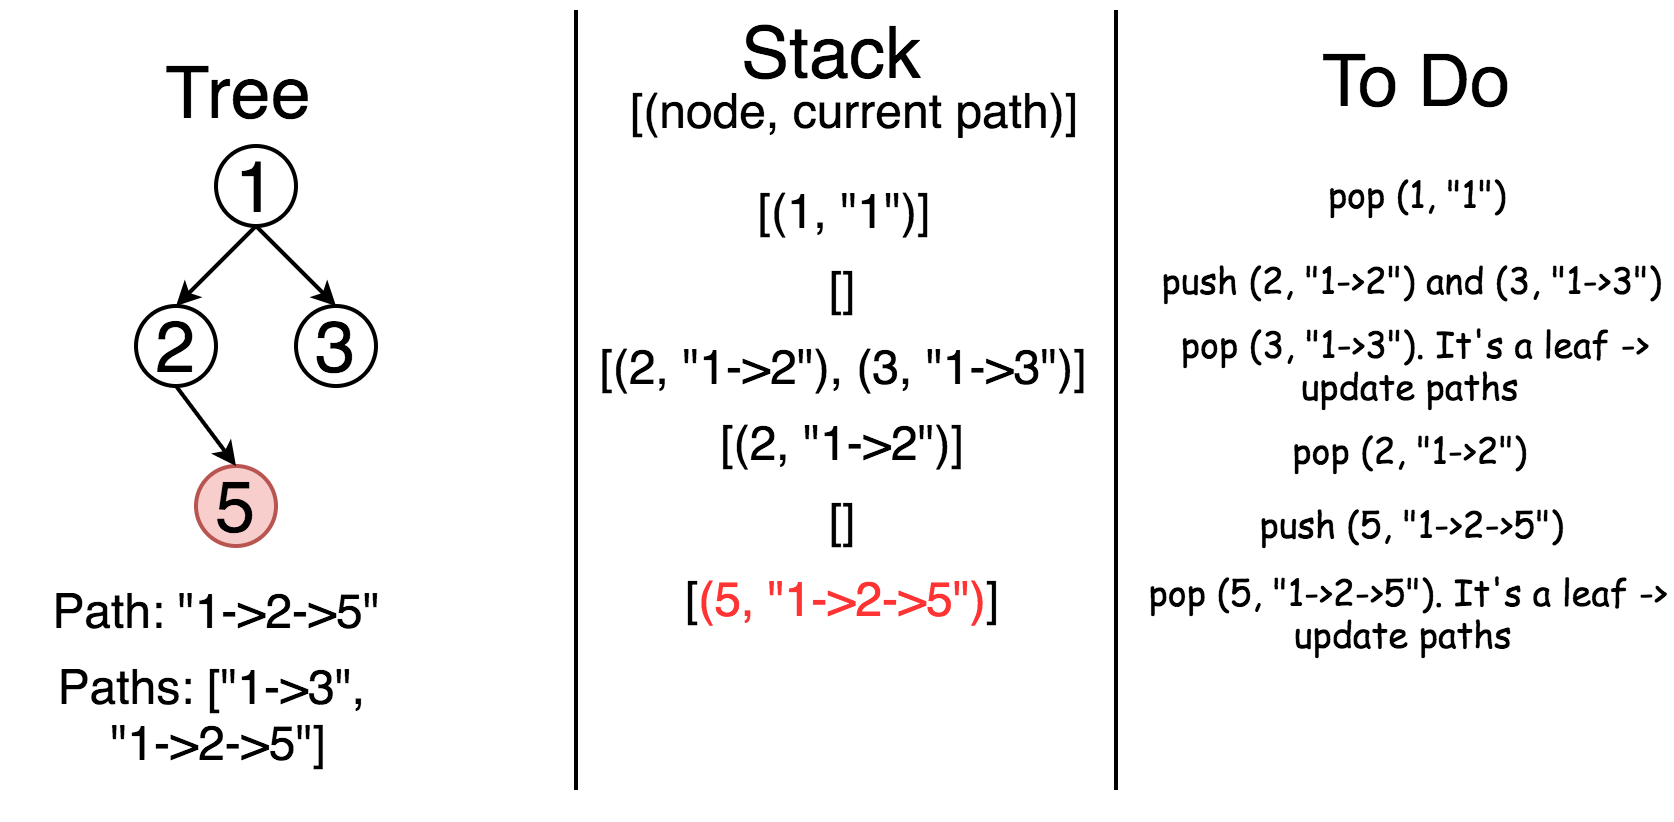 Tree
1
2
3
5
Path: "1->2->5"
Paths: ["1->3",
"1->2->5"]
Stack
[(node, current path)]
[(1, "1")]
[]
[(2, "1->2"), (3, "1->3")]
[(2, "1->2")]
[]
[(5, "1->2->5")]
To Do
pop (1, "1")
push (2, "1->2") and (3, "1->3")
pop (3, "1->3"). It's a leaf ->
update paths
pop (2, "1->2")
push (5, "1->2->5")
pop (5, "1->2->5"). It's a leaf ->
update paths